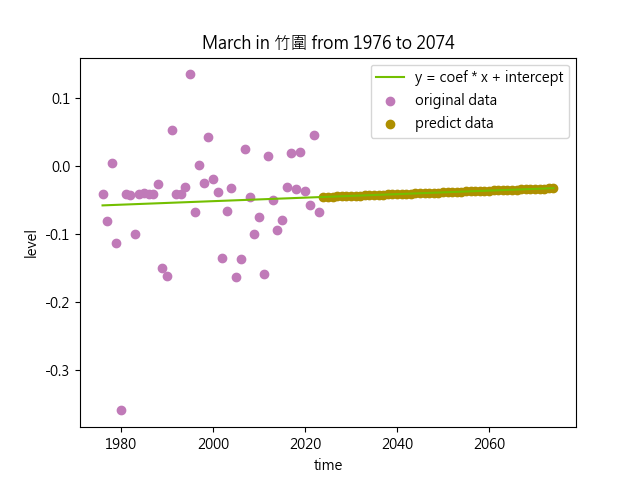 March in 竹圍 from 1976 to 2074
y = coef * x + intercept
original data
predict data
0.1
0.0
-0.1
-0.2
-0.3
level
1980
2000
2020
2040
2060
time